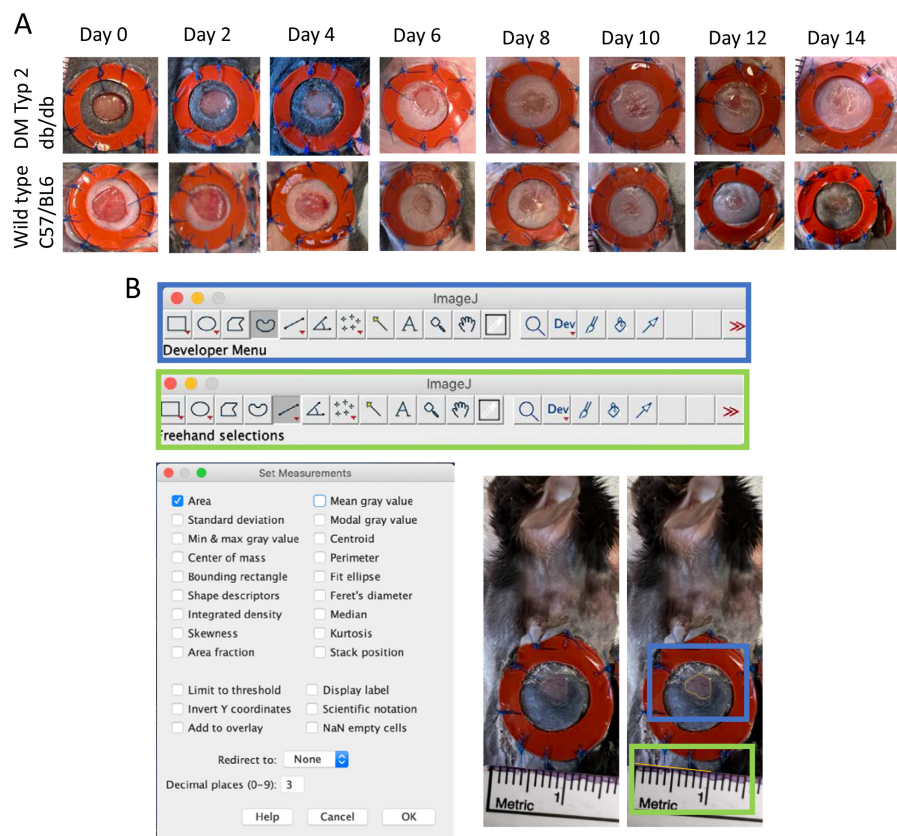 A
Day 0 Day 2 Day 4 Day 6 Day 8 Day 10 Day 12 Day 14
DM Typ 2
db/db
Wild type
C57/BL6
B
ImageJ
A Dev
Developer Menu
ImageJ
A Dev
Freehand selections
Set Measurements
Area Mean gray value
Standard deviation Modal gray value
Min & max gray value Centroid
Center of mass Perimeter
Bounding rectangle Fit ellipse
Shape descriptors Feret's diameter
Integrated density Median
Skewness Kurtosis
Area fraction Stack position
Limit to threshold Display label
Invert Y coordinates Scientific notation
Add to overlay NaN empty cells
Redirect to: None
Decimal places (0-9): 3
Help Cancel OK
1
Metric
1
Metric